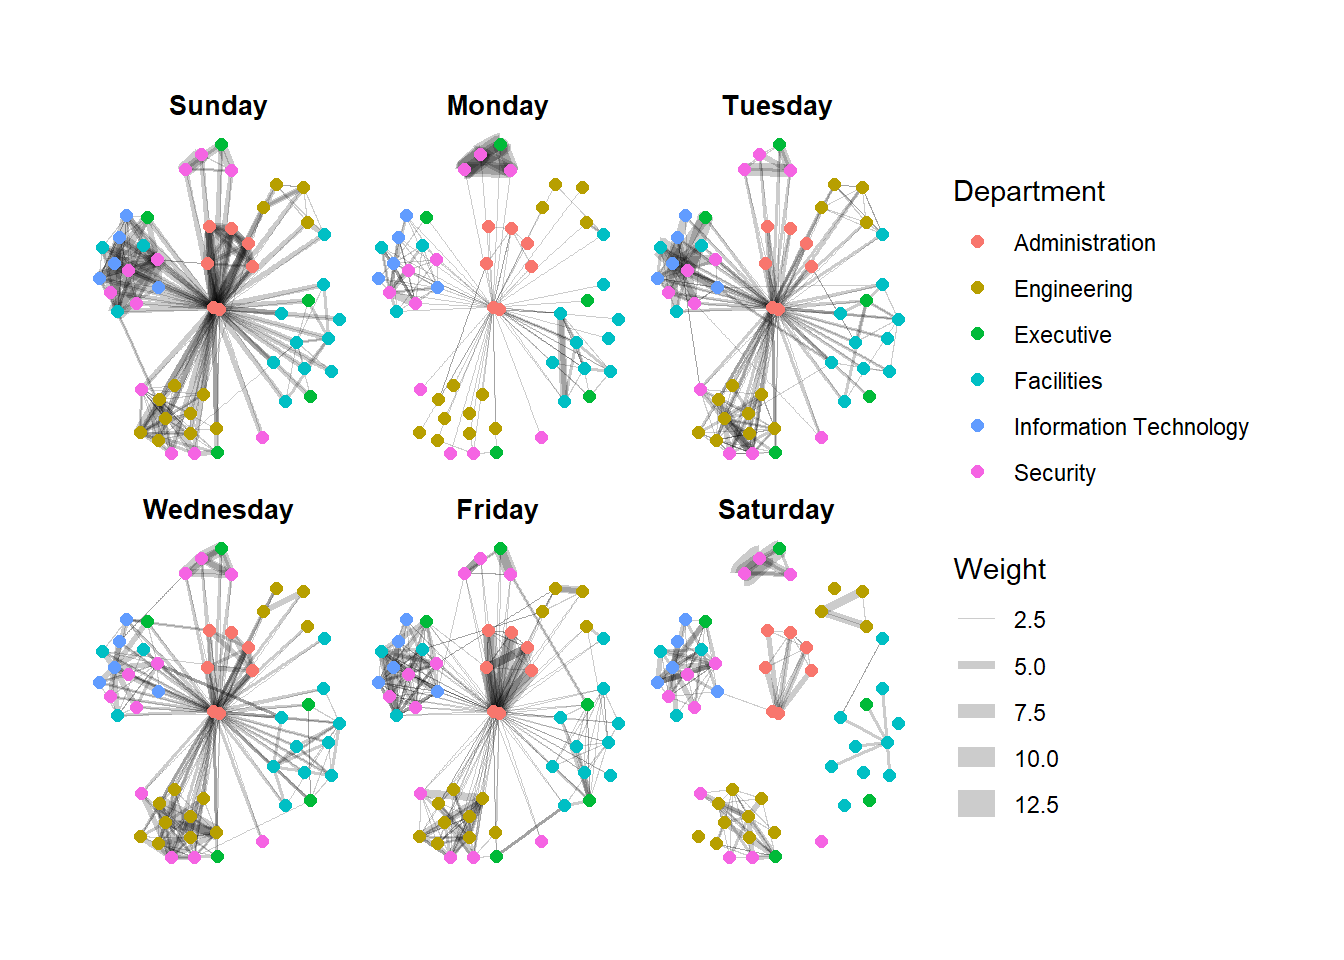 Sunday
Monday
Tuesday
Wednesday
Friday
Saturday
Department
Administration
Engineering
Executive
Facilities
Information Technology
Security
Weight
2.5
5.0
7.5
10.0
12.5